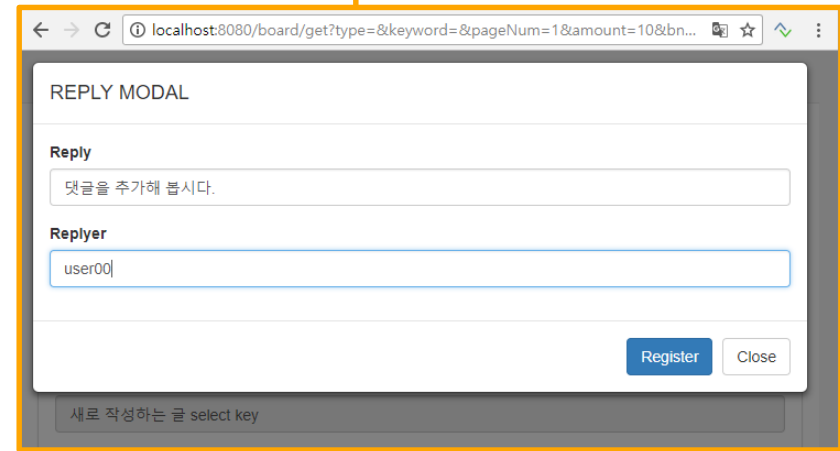 localhost:8080/board/get?type=&keyword=&pageNum=1&amount=10&bn...
REPLY MODAL
Reply
댓글을 추가해 봅시다.
Replyer
user00
Register Close
새로 작성하는 글 select key